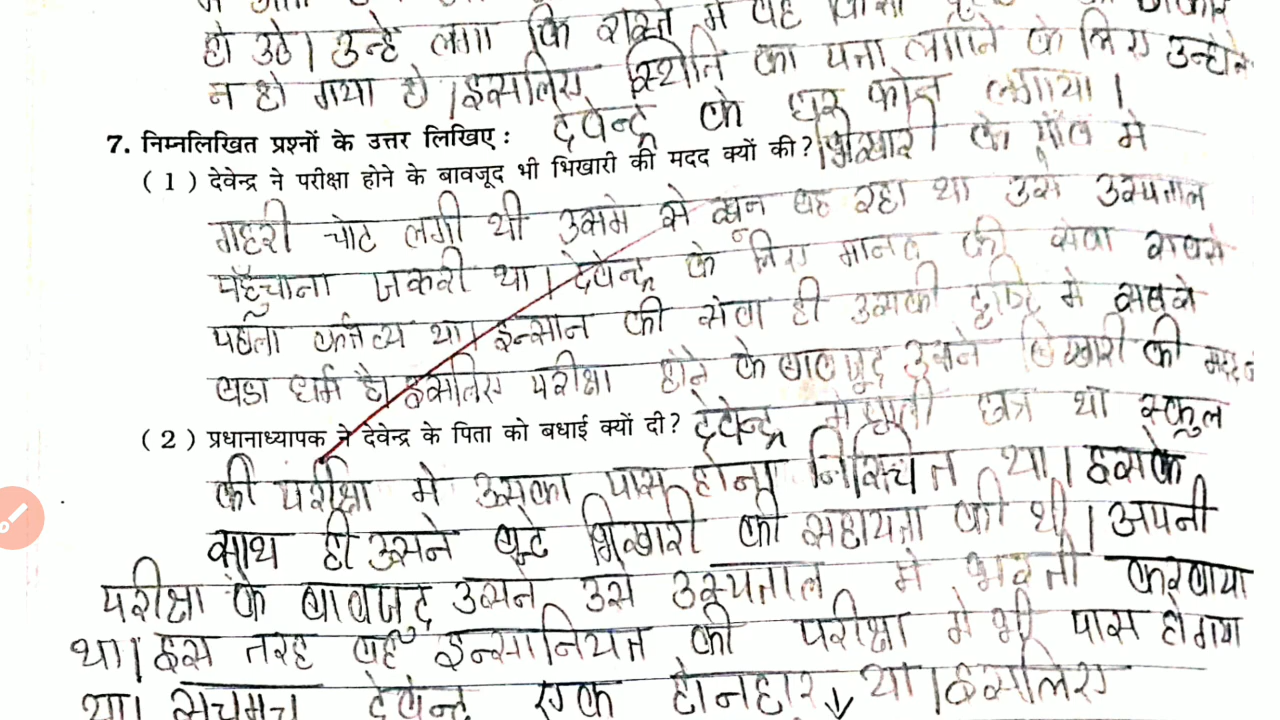 हो उठे। उन्हे लगा कि रास्ते में वह
न हो गया हो। इसलिए स्थिति का पता लगाने के लिए उन्होने
देवेन्द्र के घर फोन लगाया।
7. निम्नलिखित प्रश्नों के उत्तर लिखिए :
( 1 ) देवेन्द्र ने परीक्षा होने के बावजूद भी भिखारी की मदद क्यों की? भिखारी के पाँव मे
गहरी चोट लगी थी उसमे से खून बह रहा था उसे अस्पताल
पहुँचाना जरूरी था। देवेन्द्र के लिए मानव की सेवा सबसे
पहला कर्तव्य था। इन्सान की सेवा ही उसकी दृष्टि मे सबसे
बडा धर्म है। इसलिए परीक्षा होने के बावजूद उसने भिखारी की मदद
( 2 ) प्रधानाध्यापक ने देवेन्द्र के पिता को बधाई क्यों दी? देवेन्द्र मेधावी छात्र था स्कूल
की परीक्षा मे उसका पास होना निश्चित था। इसके
साथ ही उसने बुढे भिखारी की सहायता की थी। अपनी
परीक्षा के बावजुद उसने उसे अस्पताल मे भरती करवाया
था। इस तरह वह इन्सानियत की परीक्षा मे भी पास हो गया
था। सचमुच देवेन्द्र एक होनहार था। इसलिए